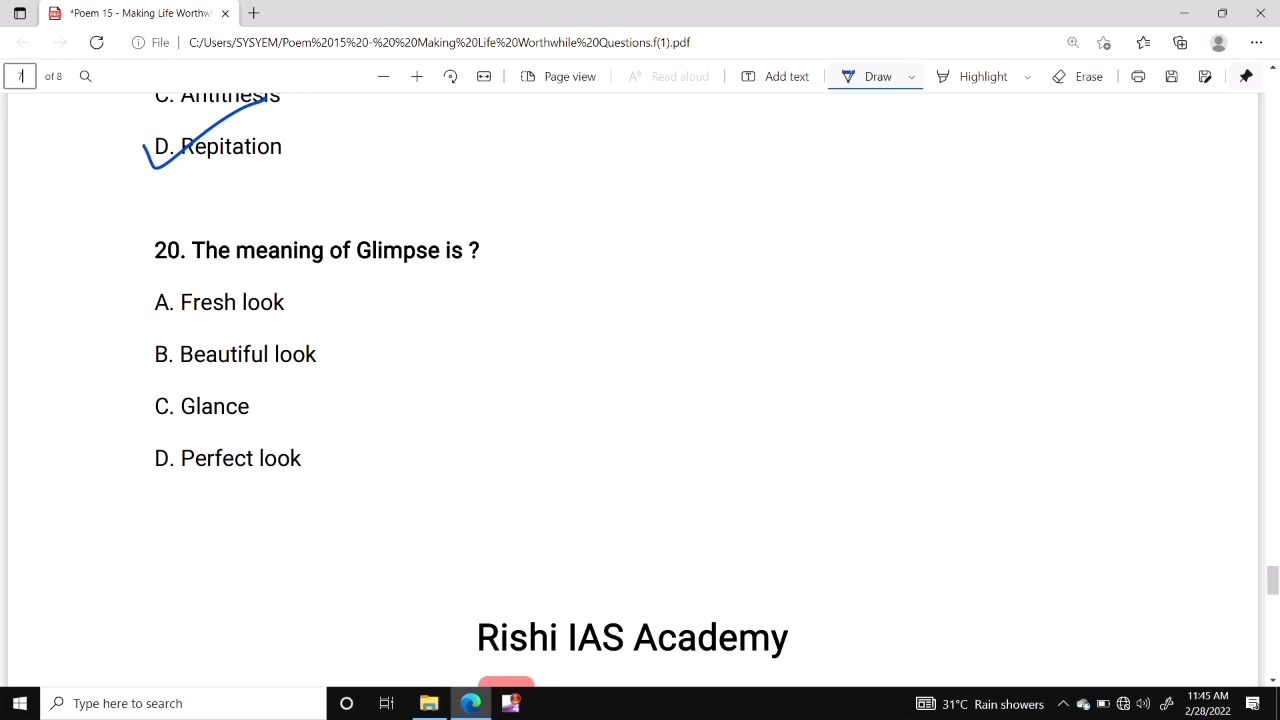 *Poem 15 - Making Life Worthw
File | C:/Users/SYSYEM/Poem%2015%20-%20%20Making%20Life%20Worthwhile%20Questions.f(1).pdf
7 of 8 Page view Read aloud Add text Draw Highlight Erase
C. Antithesis
D. Repitation
20. The meaning of Glimpse is ?
A. Fresh look
B. Beautiful look
C. Glance
D. Perfect look
Rishi IAS Academy
Type here to search
31°C Rain showers
11:45 AM
2/28/2022